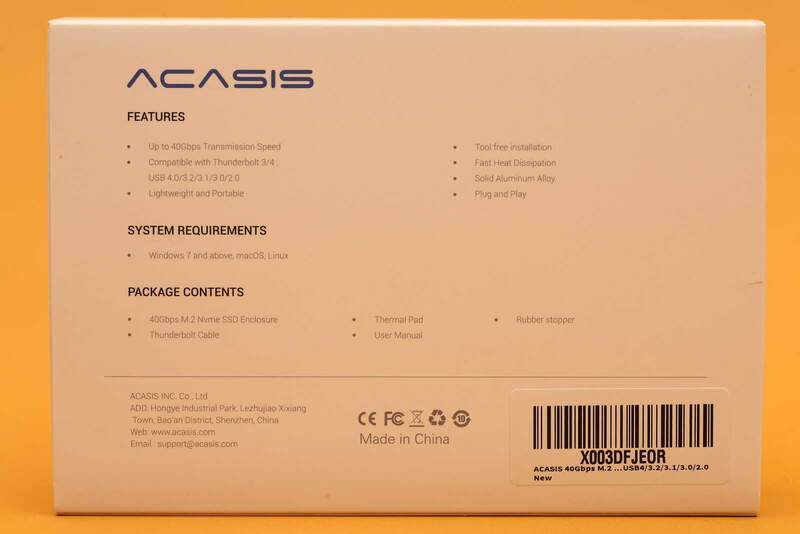 ACASIS
FEATURES
• Up to 40Gbps Transmission Speed
• Compatible with Thunderbolt 3/4 ,
USB 4.0/3.2/3.1/3.0/2.0
• Lightweight and Portable
• Tool free installation
• Fast Heat Dissipation
• Solid Aluminum Alloy
• Plug and Play
SYSTEM REQUIREMENTS
• Windows 7 and above, macOS, Linux
PACKAGE CONTENTS
• 40Gbps M.2 Nvme SSD Enclosure
• Thunderbolt Cable
• Thermal Pad
• User Manual
• Rubber stopper
ACASIS INC. Co., Ltd
ADD: Hongye Industrial Park, Lezhujiao Xixiang
Town, Bao'an District, Shenzhen, China
Web: www.acasis.com
Email : support@acasis.com
CE FC 10
Made in China
X003DFJEOR
ACASIS 40Gbps M.2 ...USB4/3.2/3.1/3.0/2.0
New